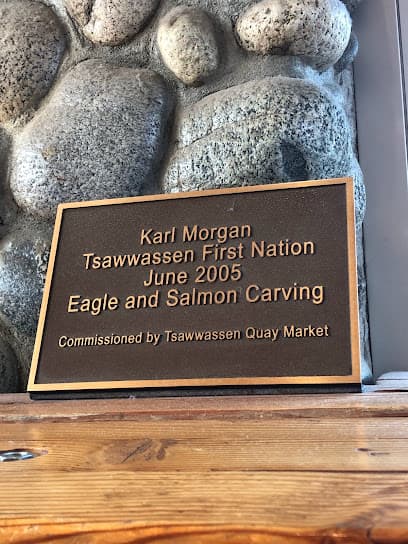 Karl Morgan
Tsawwassen First Nation
June 2005
Eagle and Salmon Carving
Commissioned by Tsawwassen Quay Market